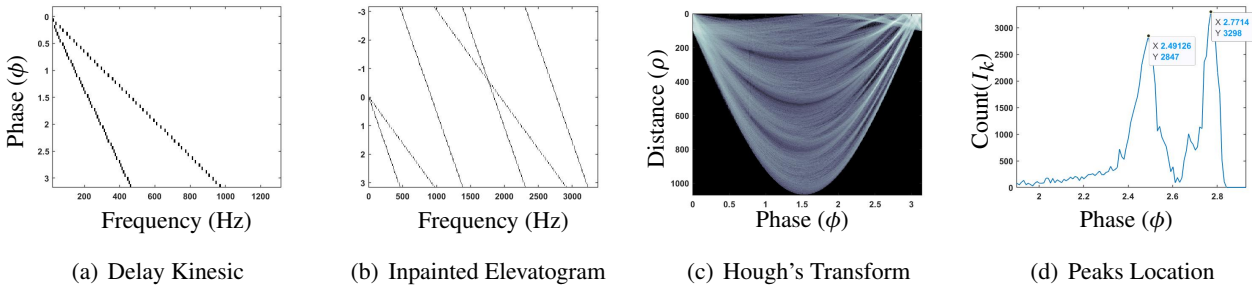 Phase (ϕ)
0
0.5
1
1.5
2
2.5
3
200 400 600 800 1000 1200
Frequency (Hz)
(a) Delay Kinesic
-3
-2
-1
0
1
2
3
0 500 1000 1500 2000 2500 3000
Frequency (Hz)
(b) Inpainted Elevatogram
Distance (ρ)
0
200
400
600
800
1000
0 0.5 1 1.5 2 2.5 3
Phase (ϕ)
(c) Hough's Transform
Count(I_k)
3000
2500
2000
1500
1000
500
0
X 2.49126
Y 2847
X 2.7714
Y 3298
2 2.2 2.4 2.6 2.8
Phase (ϕ)
(d) Peaks Location